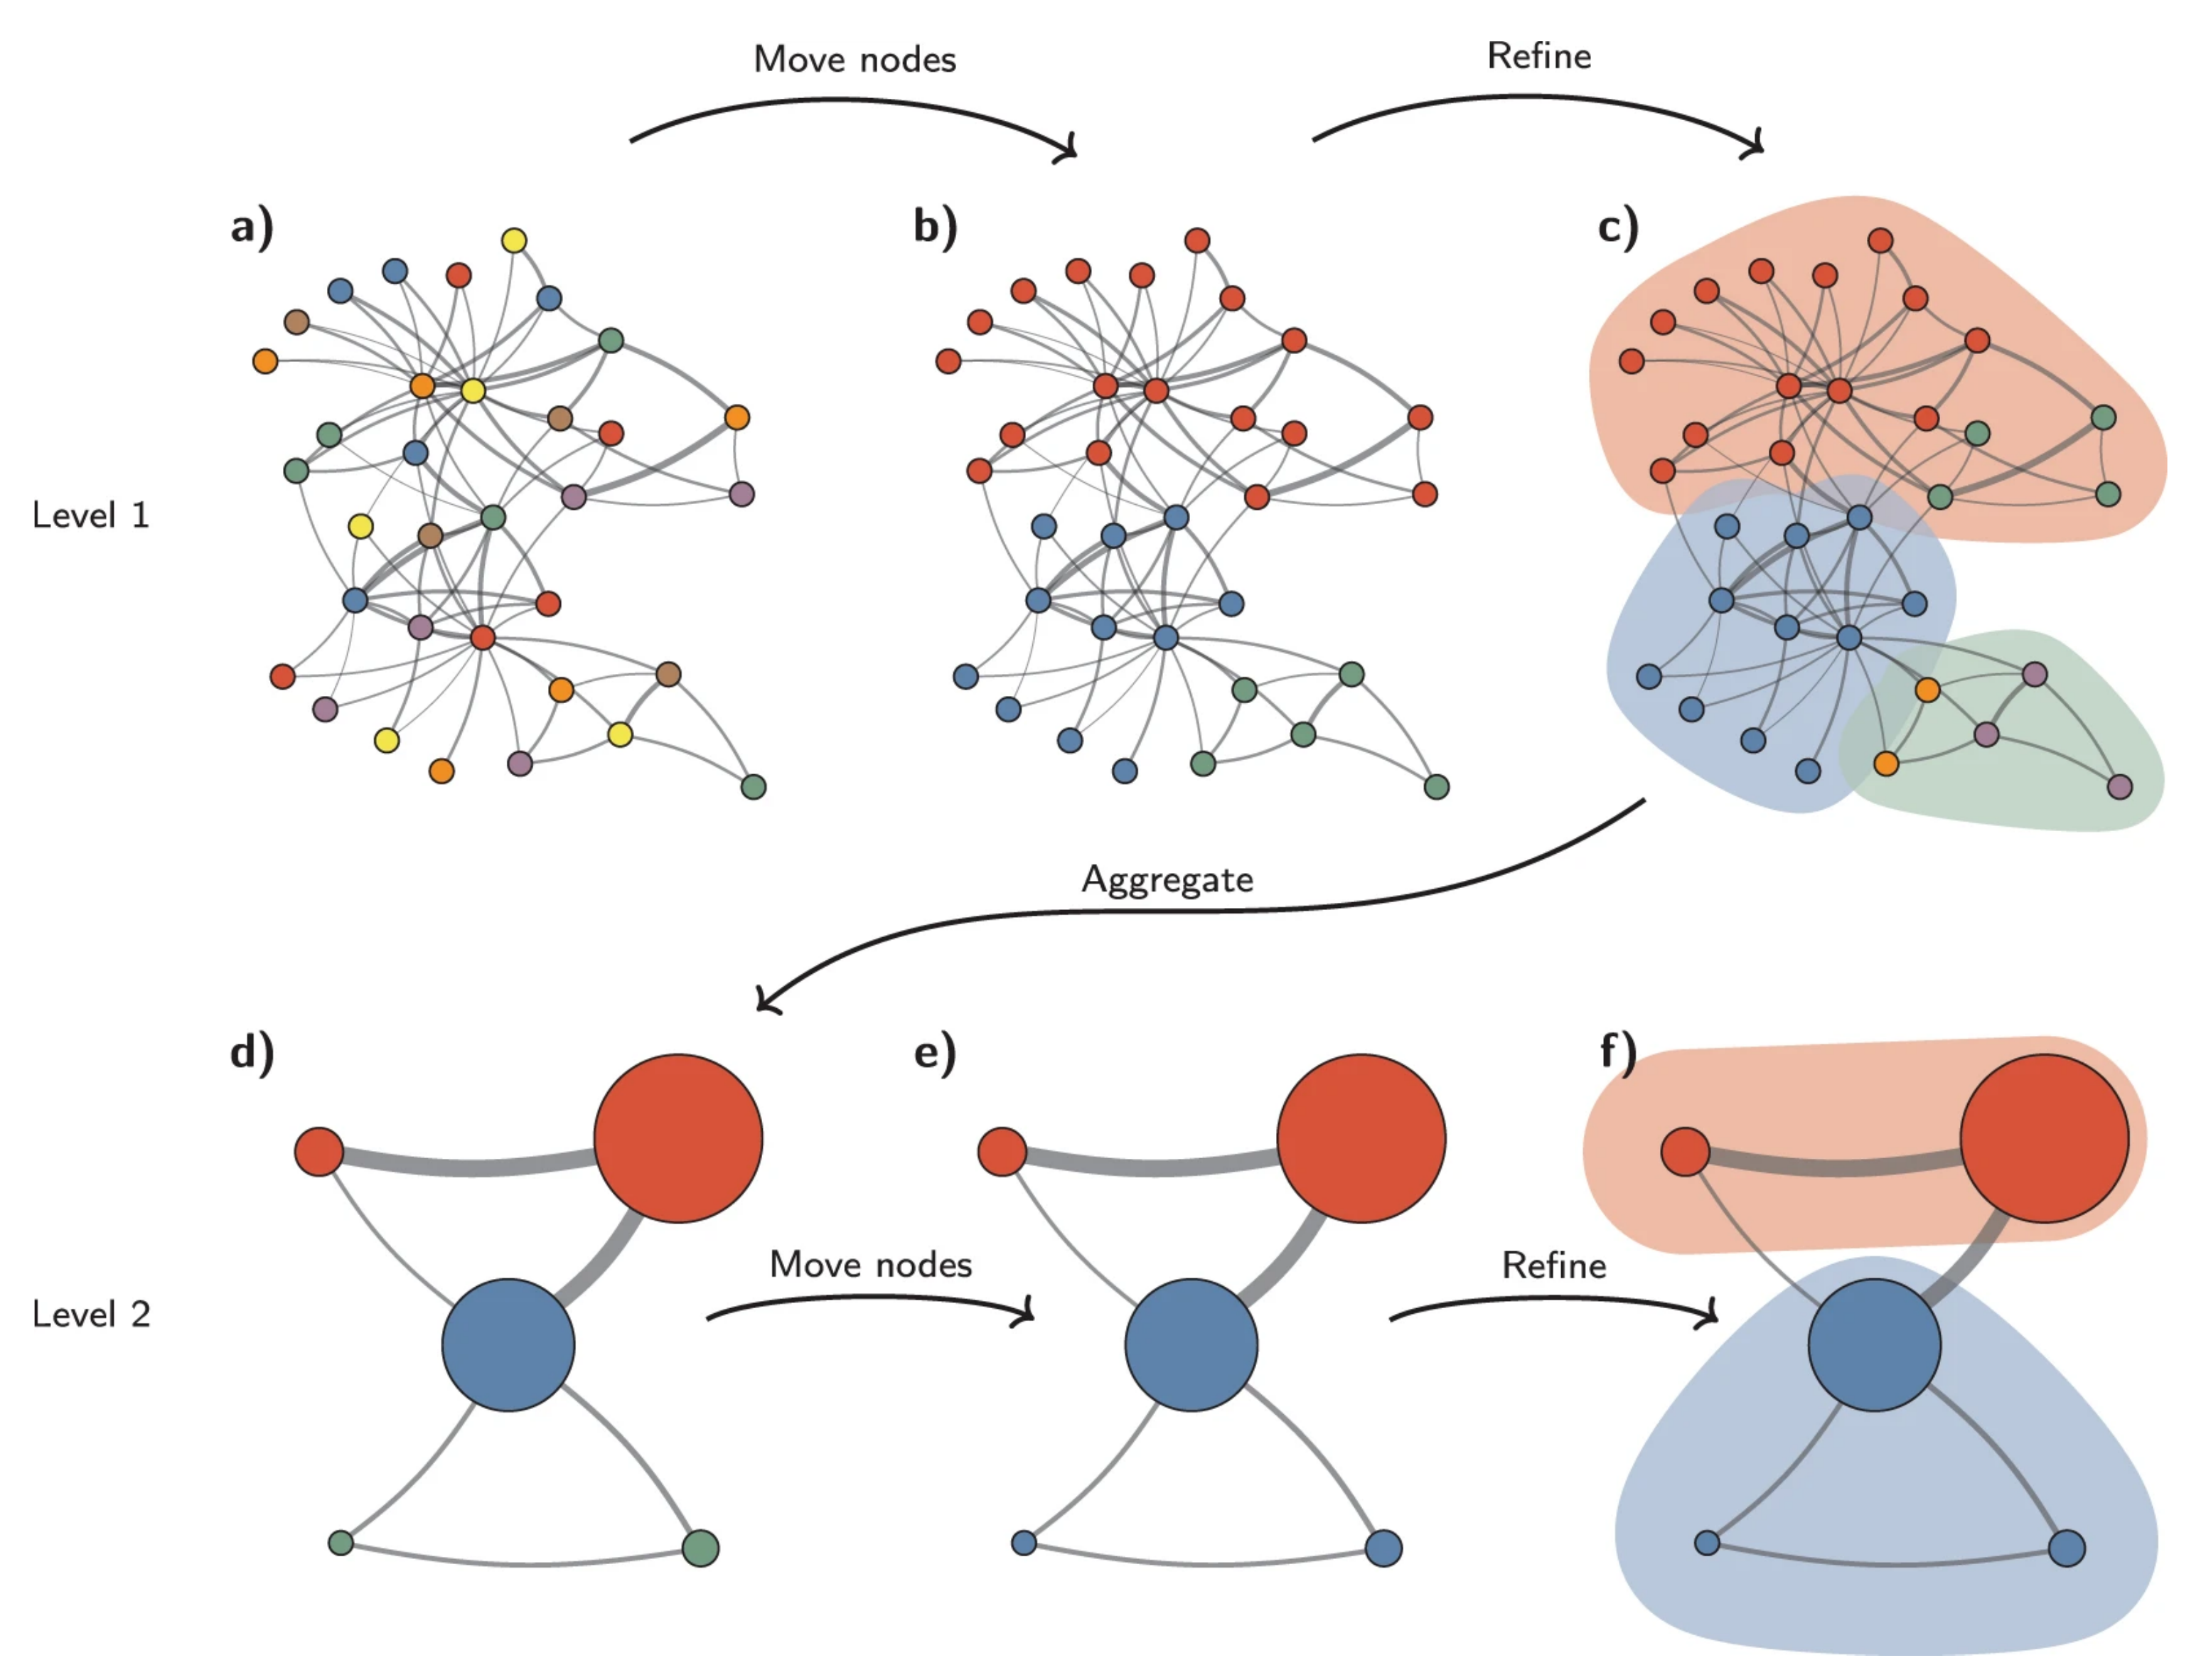 Move nodes
Refine
a)
b)
c)
Level 1
Aggregate
d)
e)
f)
Move nodes
Refine
Level 2